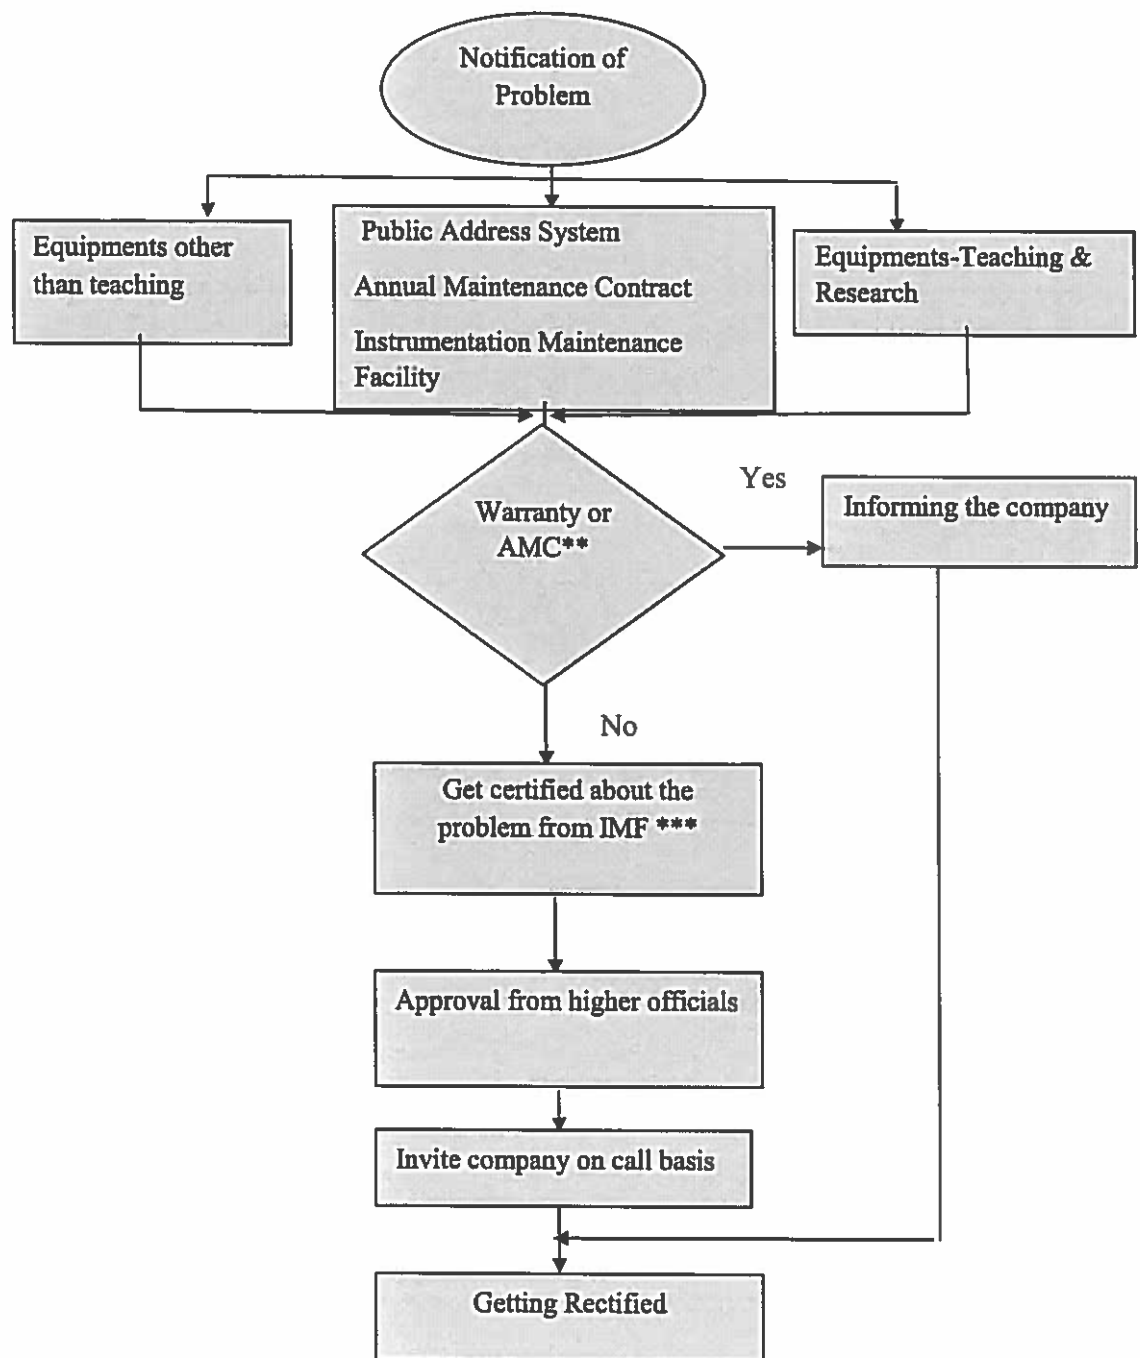 Notification of
Problem
Equipments other
than teaching
Public Address System
Annual Maintenance Contract
Instrumentation Maintenance
Facility
Equipments-Teaching &
Research
Warranty or
AMC**
Yes
Informing the company
No
Get certified about the
problem from IMF ***
Approval from higher officials
Invite company on call basis
Getting Rectified